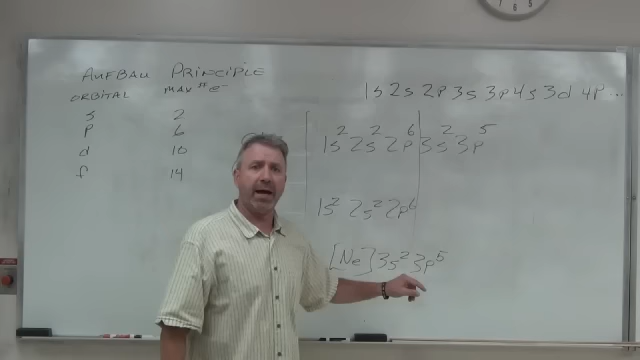 AUFBAU PRINCIPLE
ORBITAL MAX # e⁻
s 2
p 6
d 10
f 14
1s 2s 2p 3s 3p 4s 3d 4p ...
1s² 2s² 2p⁶ 3s² 3p⁵
1s² 2s² 2p⁶
[Ne] 3s² 3p⁵